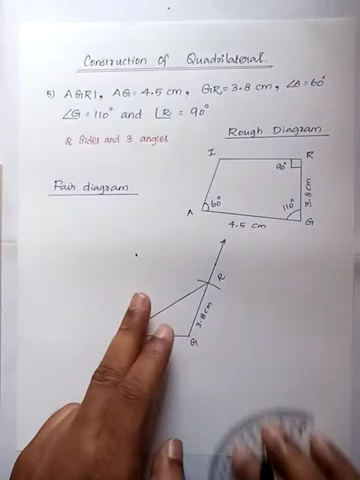 Construction Of Quadrilateral.
5) AGRI, AG = 4.5 cm, GR = 3.8 cm, ∠A = 60°
∠G = 110° and ∠R = 90°
2 Sides and 3 angles
Rough Diagram
I R
90°
Fair diagram
3.8 cm
A 60° 110°
G
4.5 cm
R
3.8 cm
G